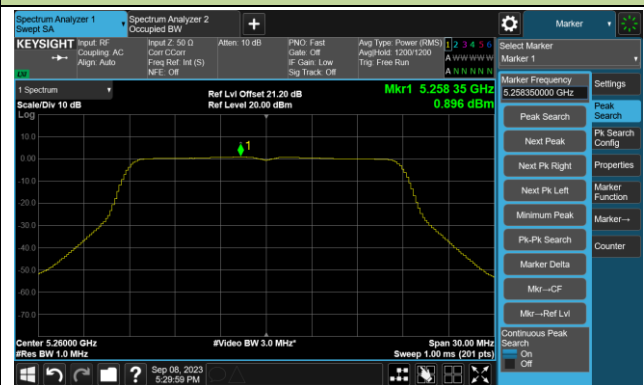 Spectrum Analyzer 1
Swept SA
Spectrum Analyzer 2
Occupied BW
Marker
KEYSIGHT
Input: RF
Coupling: AC
Align: Auto
Input Z: 50 Ω
Corr CCorr
Freq Ref: Int (S)
NFE: Off
Atten: 10 dB
PNO: Fast
Gate: Off
IF Gain: Low
Sig Track: Off
Avg Type: Power (RMS)
Avg|Hold: 1200/1200
Trig: Free Run
1 2 3 4 5 6
A W W W W W
A N N N N N
Select Marker
Marker 1
1 Spectrum
Scale/Div 10 dB
Log
Ref Lvl Offset 21.20 dB
Ref Level 20.00 dBm
Mkr1 5.258 35 GHz
0.896 dBm
10.0
0.00
-10.0
-20.0
-30.0
-40.0
-50.0
-60.0
-70.0
1
Center 5.26000 GHz
#Res BW 1.0 MHz
#Video BW 3.0 MHz*
Span 30.00 MHz
Sweep 1.00 ms (201 pts)
Marker Frequency
5.258350000 GHz
Peak Search
Next Peak
Next Pk Right
Next Pk Left
Minimum Peak
Pk-Pk Search
Marker Delta
Mkr→CF
Mkr→Ref Lvl
Continuous Peak
Search
On
Off
Settings
Peak
Search
Pk Search
Config
Properties
Marker
Function
Marker→
Counter
Sep 08, 2023
5:29:59 PM